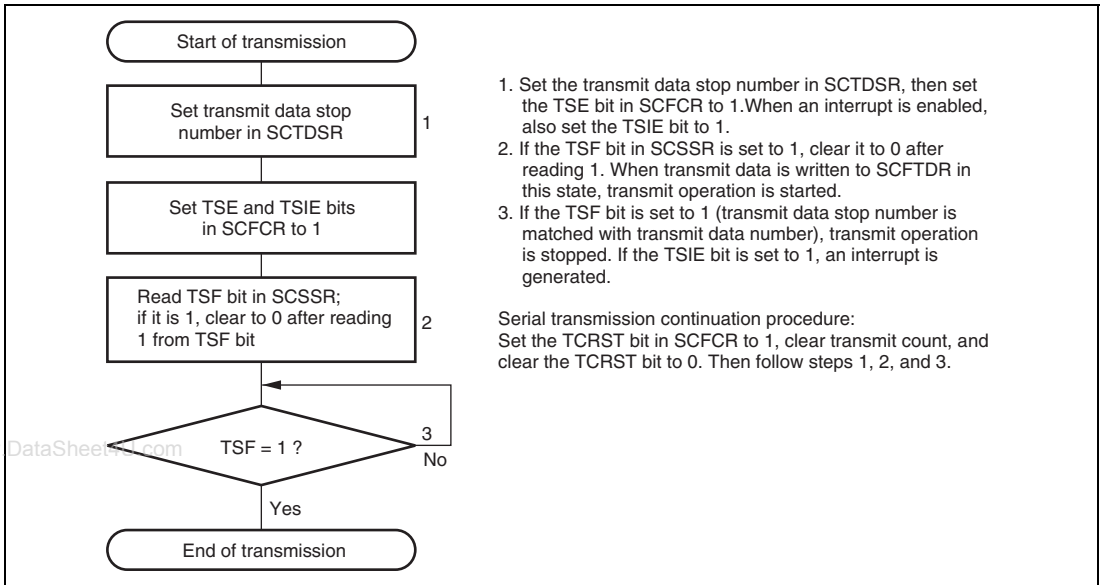 Start of transmission
Set transmit data stop
number in SCTDSR
1
Set TSE and TSIE bits
in SCFCR to 1
Read TSF bit in SCSSR;
if it is 1, clear to 0 after reading
1 from TSF bit
2
TSF = 1 ?
3
No
Yes
End of transmission
1. Set the transmit data stop number in SCTDSR, then set
the TSE bit in SCFCR to 1.When an interrupt is enabled,
also set the TSIE bit to 1.
2. If the TSF bit in SCSSR is set to 1, clear it to 0 after
reading 1. When transmit data is written to SCFTDR in
this state, transmit operation is started.
3. If the TSF bit is set to 1 (transmit data stop number is
matched with transmit data number), transmit operation
is stopped. If the TSIE bit is set to 1, an interrupt is
generated.
Serial transmission continuation procedure:
Set the TCRST bit in SCFCR to 1, clear transmit count, and
clear the TCRST bit to 0. Then follow steps 1, 2, and 3.
DataSheet4U.com